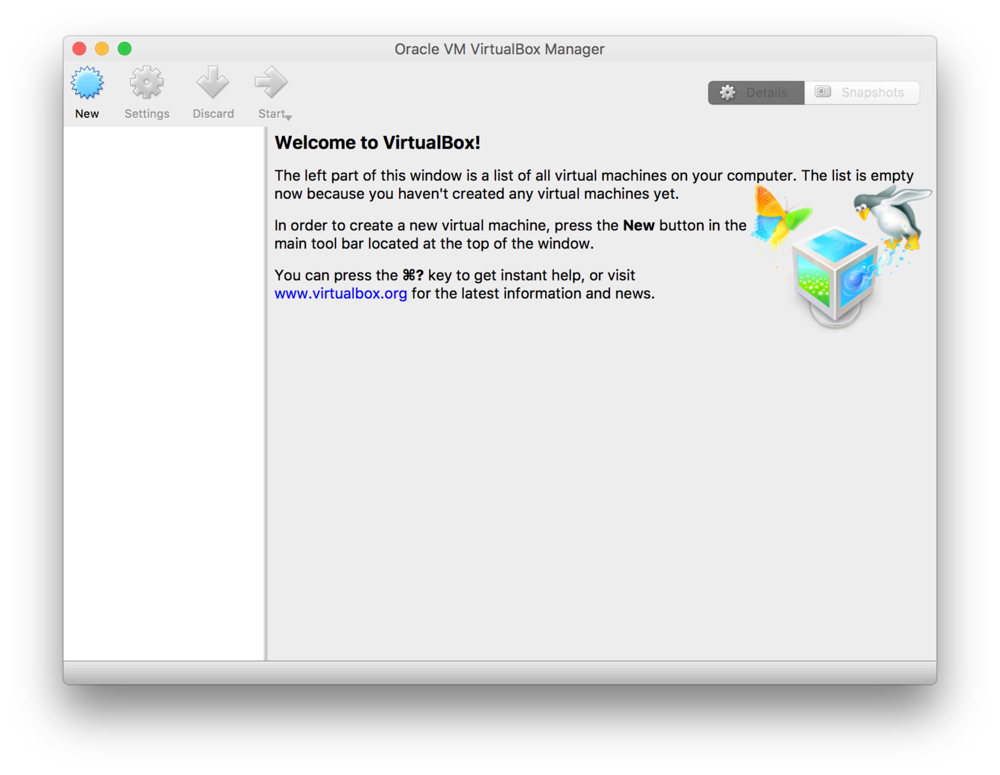 Oracle VM VirtualBox Manager
New
Settings
Discard
Start
Details
Snapshots
Welcome to VirtualBox!
The left part of this window is a list of all virtual machines on your computer. The list is empty
now because you haven't created any virtual machines yet.
In order to create a new virtual machine, press the New button in the
main tool bar located at the top of the window.
You can press the ⌘? key to get instant help, or visit
www.virtualbox.org for the latest information and news.